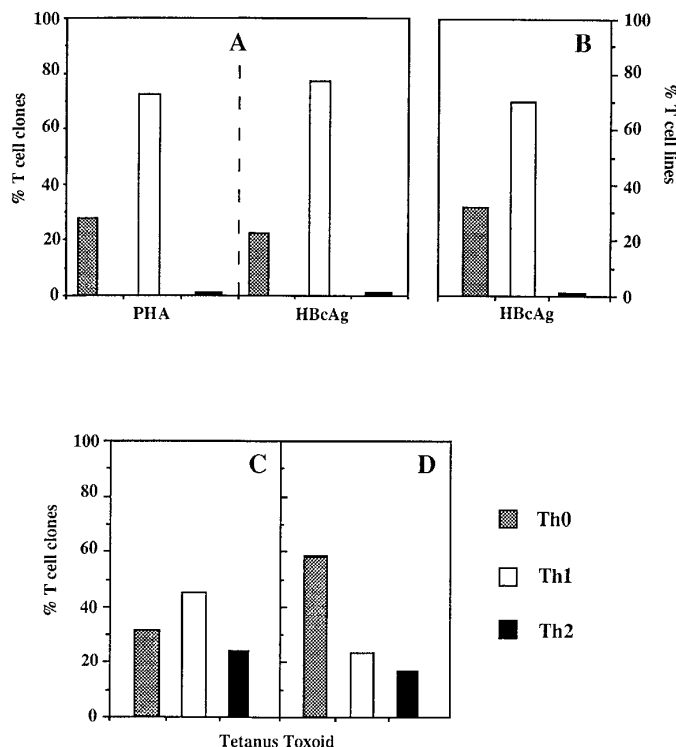 100
80
60
40
20
0
% T cell clones
A
PHA
HBcAg
B
100
80
60
40
20
0
% T cell lines
HBcAg
100
80
60
40
20
0
% T cell clones
C
D
Tetanus Toxoid
Th0
Th1
Th2